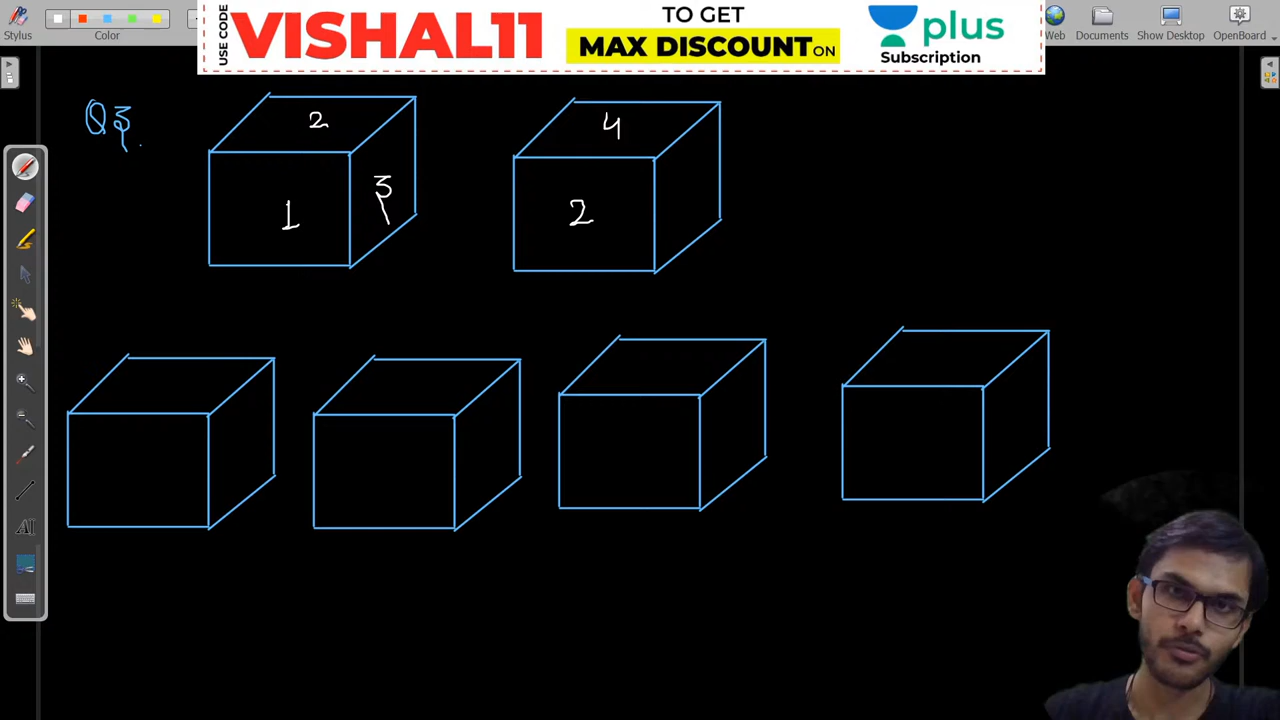 Stylus
Color
USE CODE
VISHAL11
TO GET
MAX DISCOUNT ON
plus
Subscription
Web
Documents
Show Desktop
OpenBoard
Q3.
2
1
3
4
2